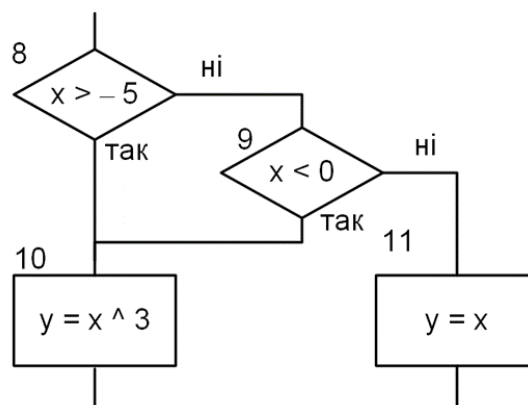 8
ні
x > – 5
9
так
ні
x < 0
так
11
10
y = x ^ 3
y = x